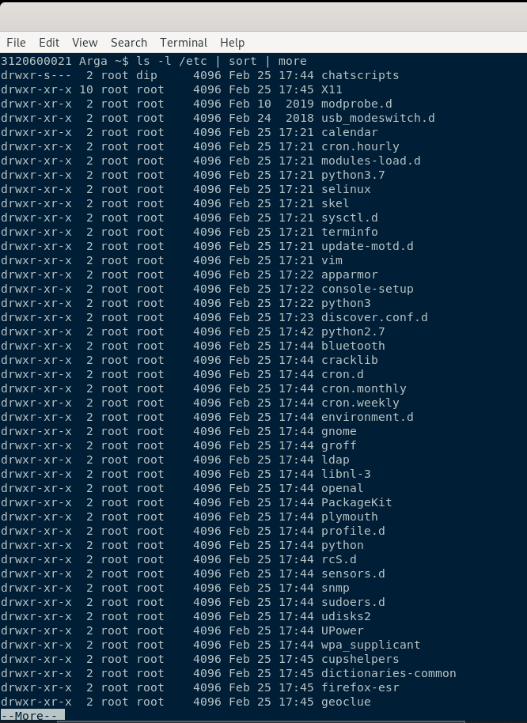 File Edit View Search Terminal Help
3120600021 Arga ~$ ls -l /etc | sort | more
drwxr-s---  2 root dip     4096 Feb 25 17:44 chatscripts
drwxr-xr-x 10 root root    4096 Feb 25 17:45 X11
drwxr-xr-x  2 root root    4096 Feb 10  2019 modprobe.d
drwxr-xr-x  2 root root    4096 Feb 24  2018 usb_modeswitch.d
drwxr-xr-x  2 root root    4096 Feb 25 17:21 calendar
drwxr-xr-x  2 root root    4096 Feb 25 17:21 cron.hourly
drwxr-xr-x  2 root root    4096 Feb 25 17:21 modules-load.d
drwxr-xr-x  2 root root    4096 Feb 25 17:21 python3.7
drwxr-xr-x  2 root root    4096 Feb 25 17:21 selinux
drwxr-xr-x  2 root root    4096 Feb 25 17:21 skel
drwxr-xr-x  2 root root    4096 Feb 25 17:21 sysctl.d
drwxr-xr-x  2 root root    4096 Feb 25 17:21 terminfo
drwxr-xr-x  2 root root    4096 Feb 25 17:21 update-motd.d
drwxr-xr-x  2 root root    4096 Feb 25 17:21 vim
drwxr-xr-x  2 root root    4096 Feb 25 17:22 apparmor
drwxr-xr-x  2 root root    4096 Feb 25 17:22 console-setup
drwxr-xr-x  2 root root    4096 Feb 25 17:22 python3
drwxr-xr-x  2 root root    4096 Feb 25 17:23 discover.conf.d
drwxr-xr-x  2 root root    4096 Feb 25 17:42 python2.7
drwxr-xr-x  2 root root    4096 Feb 25 17:44 bluetooth
drwxr-xr-x  2 root root    4096 Feb 25 17:44 cracklib
drwxr-xr-x  2 root root    4096 Feb 25 17:44 cron.d
drwxr-xr-x  2 root root    4096 Feb 25 17:44 cron.monthly
drwxr-xr-x  2 root root    4096 Feb 25 17:44 cron.weekly
drwxr-xr-x  2 root root    4096 Feb 25 17:44 environment.d
drwxr-xr-x  2 root root    4096 Feb 25 17:44 gnome
drwxr-xr-x  2 root root    4096 Feb 25 17:44 groff
drwxr-xr-x  2 root root    4096 Feb 25 17:44 ldap
drwxr-xr-x  2 root root    4096 Feb 25 17:44 libnl-3
drwxr-xr-x  2 root root    4096 Feb 25 17:44 openal
drwxr-xr-x  2 root root    4096 Feb 25 17:44 PackageKit
drwxr-xr-x  2 root root    4096 Feb 25 17:44 plymouth
drwxr-xr-x  2 root root    4096 Feb 25 17:44 profile.d
drwxr-xr-x  2 root root    4096 Feb 25 17:44 python
drwxr-xr-x  2 root root    4096 Feb 25 17:44 rcS.d
drwxr-xr-x  2 root root    4096 Feb 25 17:44 sensors.d
drwxr-xr-x  2 root root    4096 Feb 25 17:44 snmp
drwxr-xr-x  2 root root    4096 Feb 25 17:44 sudoers.d
drwxr-xr-x  2 root root    4096 Feb 25 17:44 udisks2
drwxr-xr-x  2 root root    4096 Feb 25 17:44 UPower
drwxr-xr-x  2 root root    4096 Feb 25 17:44 wpa_supplicant
drwxr-xr-x  2 root root    4096 Feb 25 17:45 cupshelpers
drwxr-xr-x  2 root root    4096 Feb 25 17:45 dictionaries-common
drwxr-xr-x  2 root root    4096 Feb 25 17:45 firefox-esr
drwxr-xr-x  2 root root    4096 Feb 25 17:45 geoclue
--More--